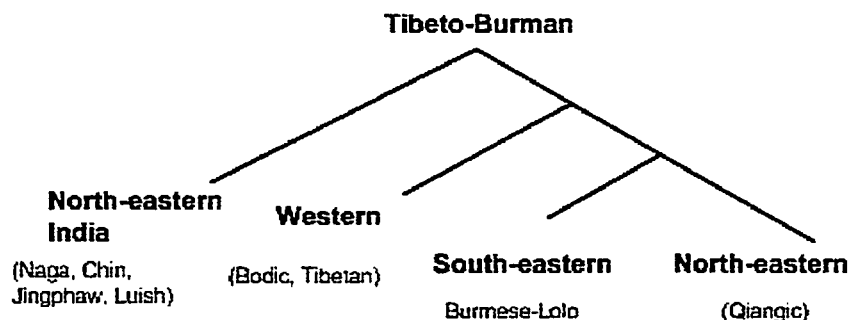 Tibeto-Burman
North-eastern
India
(Naga, Chin,
Jingphaw, Luish)
Western
(Bodic, Tibetan)
South-eastern
Burmese-Lolo
North-eastern
(Qiangic)